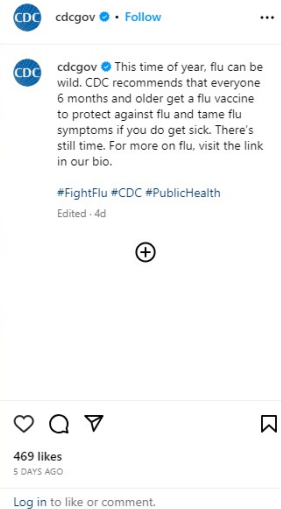 CDC cdcgov • Follow
CDC
cdcgov This time of year, flu can be
wild. CDC recommends that everyone
6 months and older get a flu vaccine
to protect against flu and tame flu
symptoms if you do get sick. There's
still time. For more on flu, visit the link
in our bio.
#FightFlu #CDC #PublicHealth
Edited · 4d
469 likes
5 DAYS AGO
Log in to like or comment.